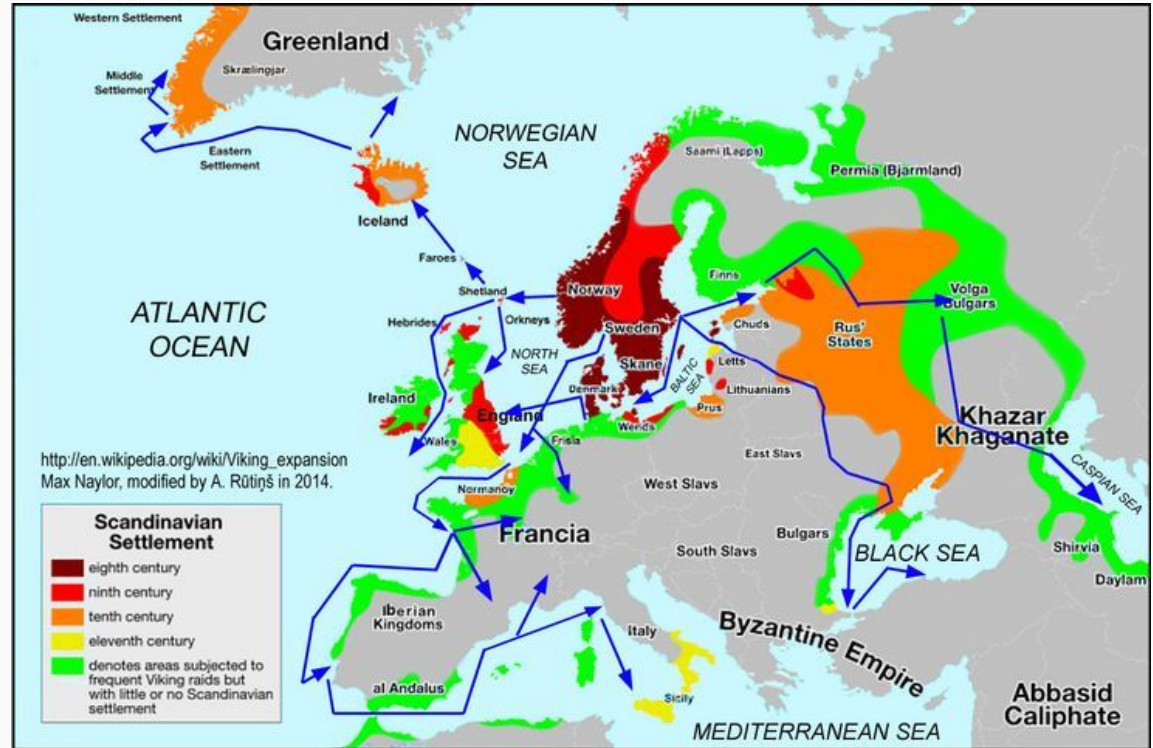 Western Settlement
Greenland
Skrælingjar
Middle
Settlement
Eastern
Settlement
NORWEGIAN
SEA
Saami (Lapps)
Permia (Bjarmland)
Iceland
Faroes
Shetland
Norway
Finns
Volga
Bulgars
ATLANTIC
OCEAN
Hebrides
Orkneys
Sweden
Chuds
Rus'
States
NORTH
SEA
Skane
BALTIC
SEA
Letts
Lithuanians
Ireland
Denmark
England
Prus
Wends
Khazar
Khaganate
Wales
Frisia
East Slavs
CASPIAN SEA
http://en.wikipedia.org/wiki/Viking_expansion
Max Naylor, modified by A. Rūtiņš in 2014.
Normanoy
West Slavs
Francia
Bulgars
South Slavs
BLACK SEA
Shirvia
Daylam
Scandinavian
Settlement
eighth century
ninth century
tenth century
eleventh century
denotes areas subjected to
frequent Viking raids but
with little or no Scandinavian
settlement
Iberian
Kingdoms
Italy
Byzantine Empire
al Andalus
Sicily
Abbasid
Caliphate
MEDITERRANEAN SEA